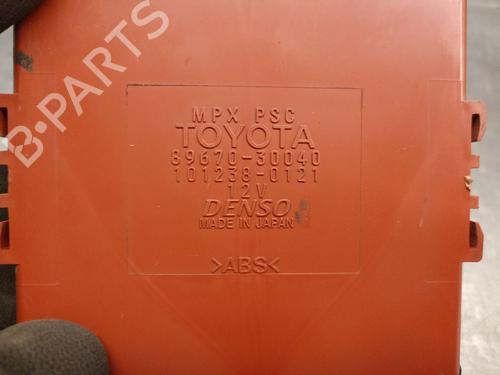 MPX PSC
TOYOTA
89670-30040
101238-0121
12V
DENSO
MADE IN JAPAN
>ABS<
B-PARTS